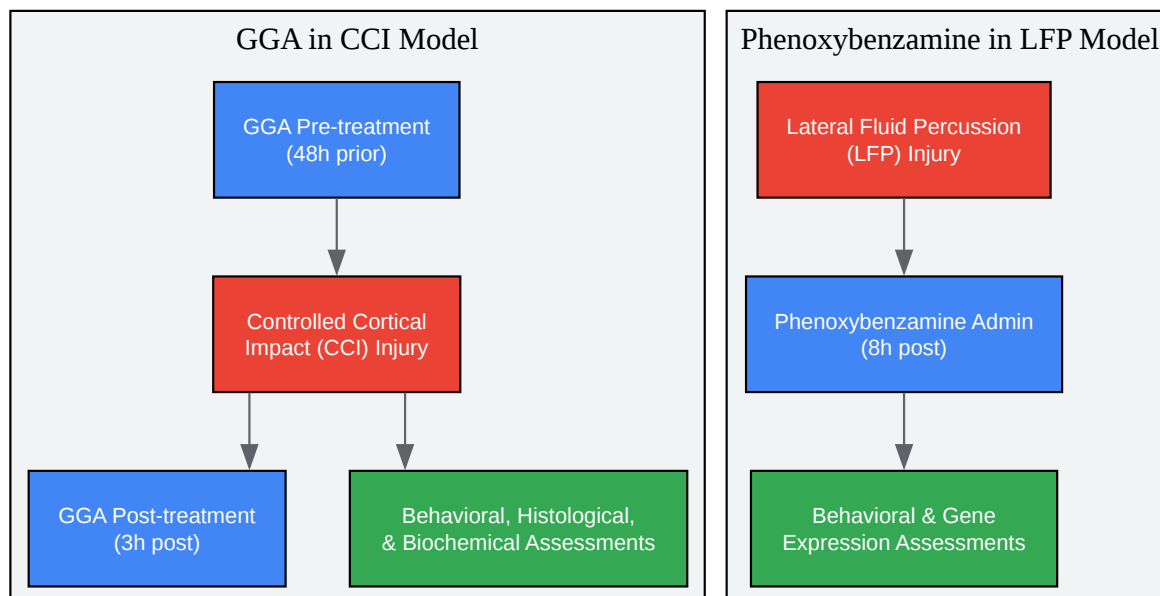 GGA in CCI Model
GGA Pre-treatment
(48h prior)
Controlled Cortical
Impact (CCI) Injury
GGA Post-treatment
(3h post)
Behavioral, Histological,
& Biochemical Assessments
Phenoxybenzamine in LFP Model
Lateral Fluid Percussion
(LFP) Injury
Phenoxybenzamine Admin
(8h post)
Behavioral & Gene
Expression Assessments